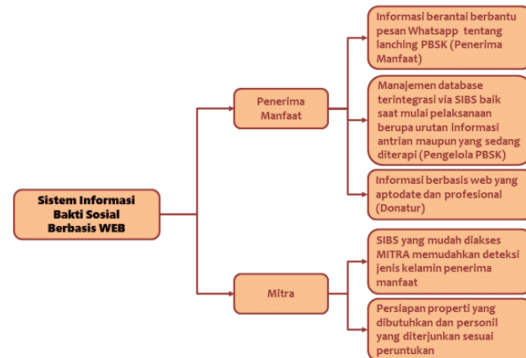 Informasi berantai berbantu
pesan Whatsapp tentang
lanching PBSK (Penerima
Manfaat)
Penerima
Manfaat
Manajemen database
terintegrasi via SIBS baik
saat mulai pelaksanaan
berupa urutan informasi
antrian maupun yang sedang
diterapi (Pengelola PBSK)
Informasi berbasis web yang
aptodate dan profesional
(Donatur)
Sistem Informasi
Bakti Sosial
Berbasis WEB
SIBS yang mudah diakses
MITRA memudahkan deteksi
jenis kelamin penerima
manfaat
Mitra
Persiapan properti yang
dibutuhkan dan personil
yang diterjunkan sesuai
peruntukan